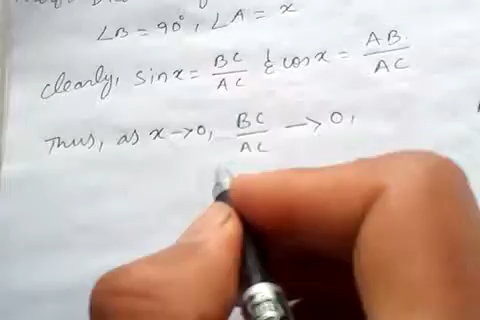 ∠B = 90°, ∠A = x
clearly, sin x = BC/AC & cos x = AB/AC
Thus, as x → 0, BC/AC → 0,